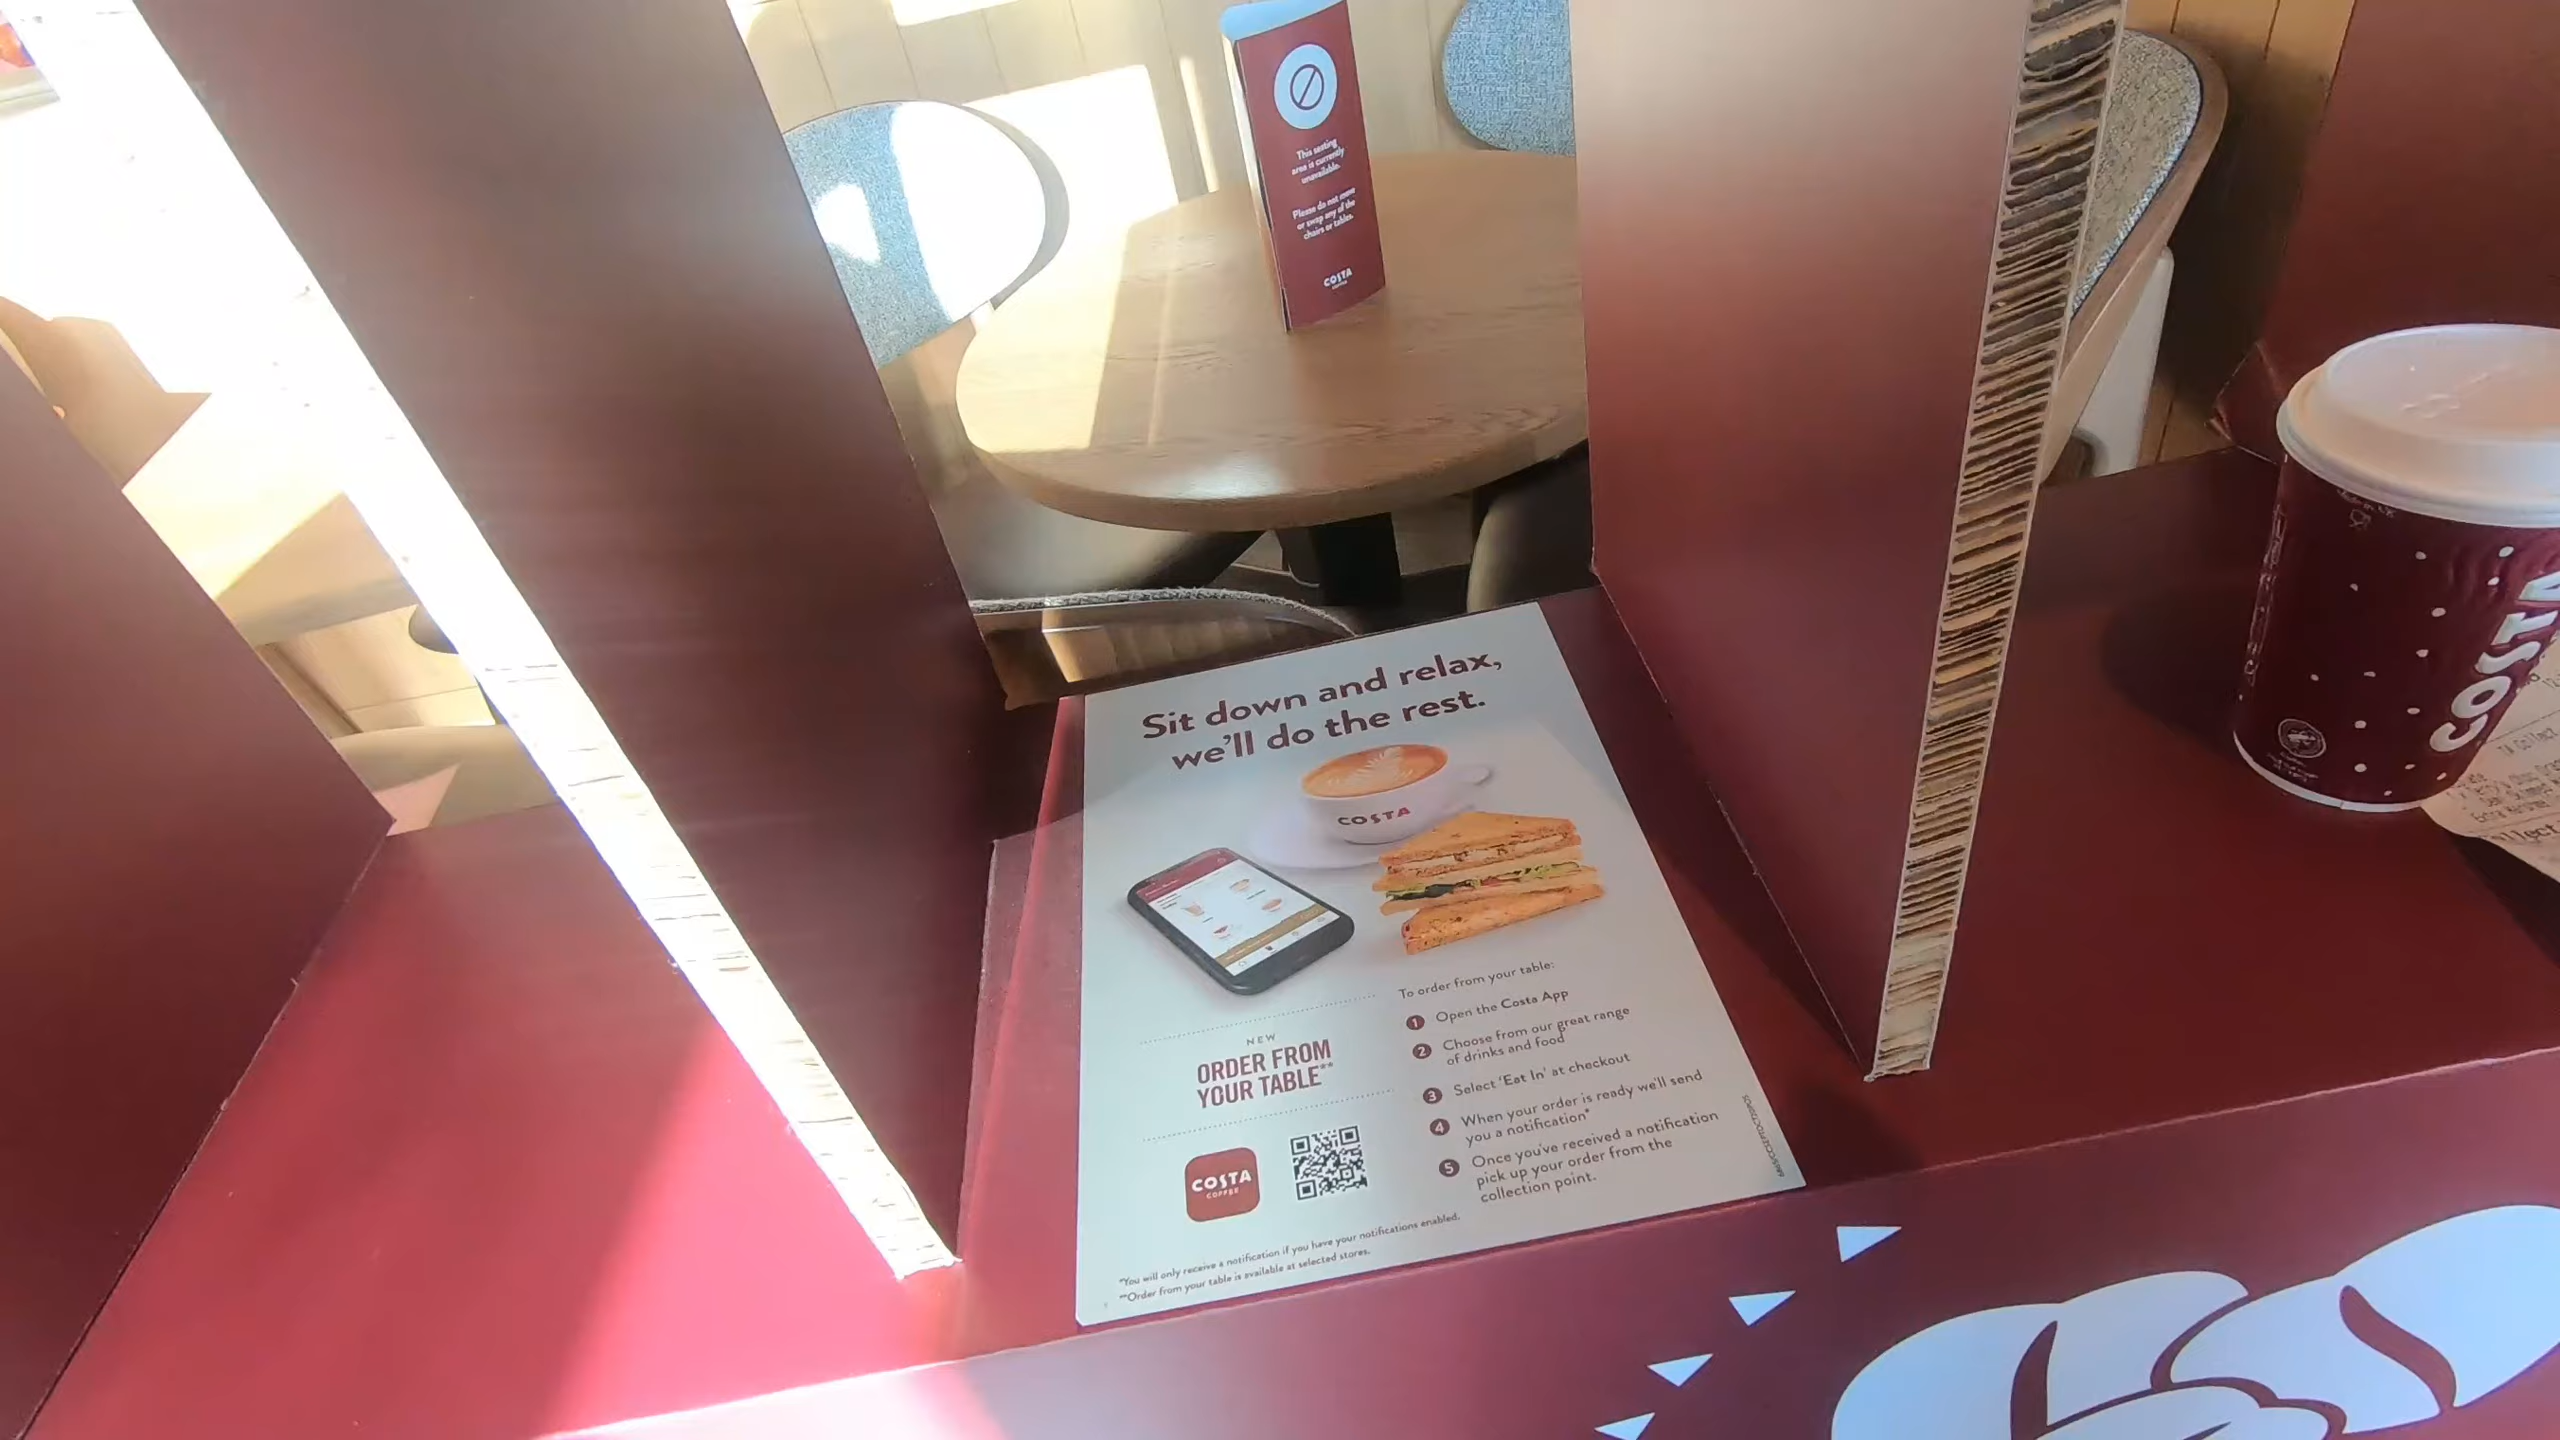 This seating
area is currently
unavailable.
Please do not move
or swap any of the
chairs or tables.
COSTA
COFFEE
Sit down and relax,
we'll do the rest.
COSTA
To order from your table:
1 Open the Costa App
2 Choose from our great range
of drinks and food
3 Select 'Eat In' at checkout
4 When your order is ready we'll send
you a notification*
5 Once you've received a notification
pick up your order from the
collection point.
NEW
ORDER FROM
YOUR TABLE**
COSTA
COFFEE
*You will only receive a notification if you have your notifications enabled.
**Order from your table is available at selected stores.
COSTA